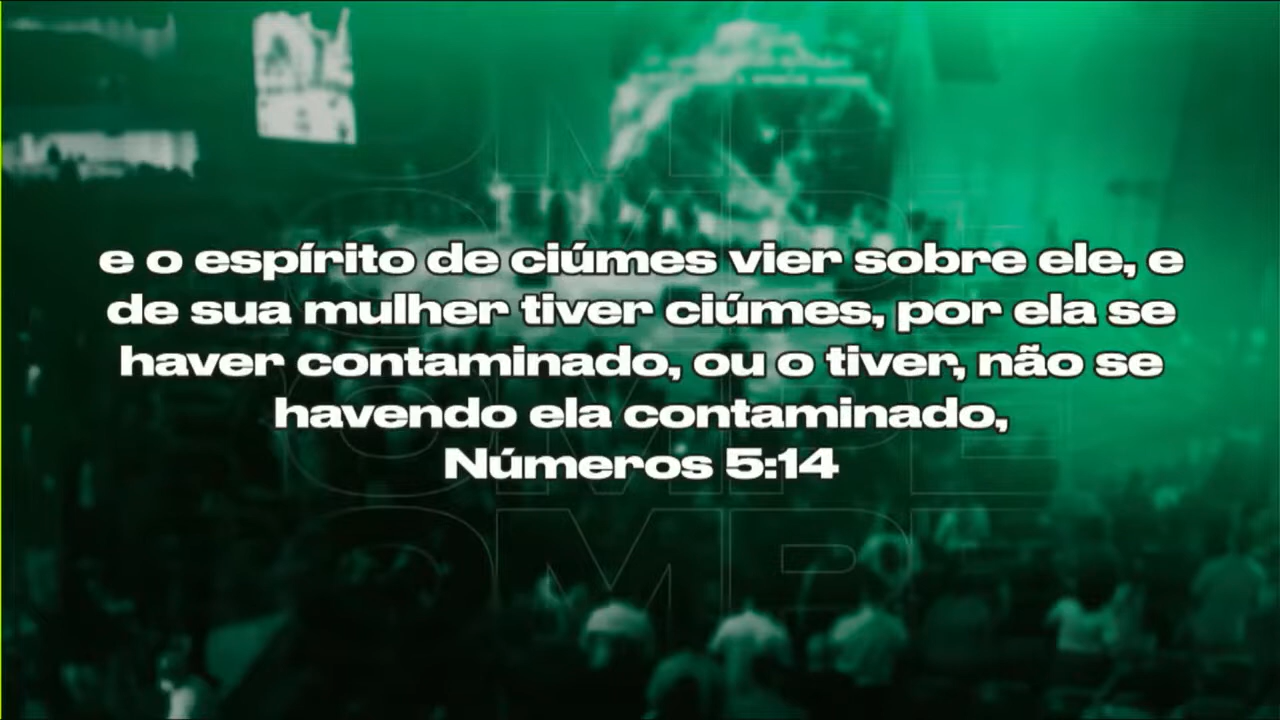 e o espírito de ciúmes vier sobre ele, e
de sua mulher tiver ciúmes, por ela se
haver contaminado, ou o tiver, não se
havendo ela contaminado,
Números 5:14